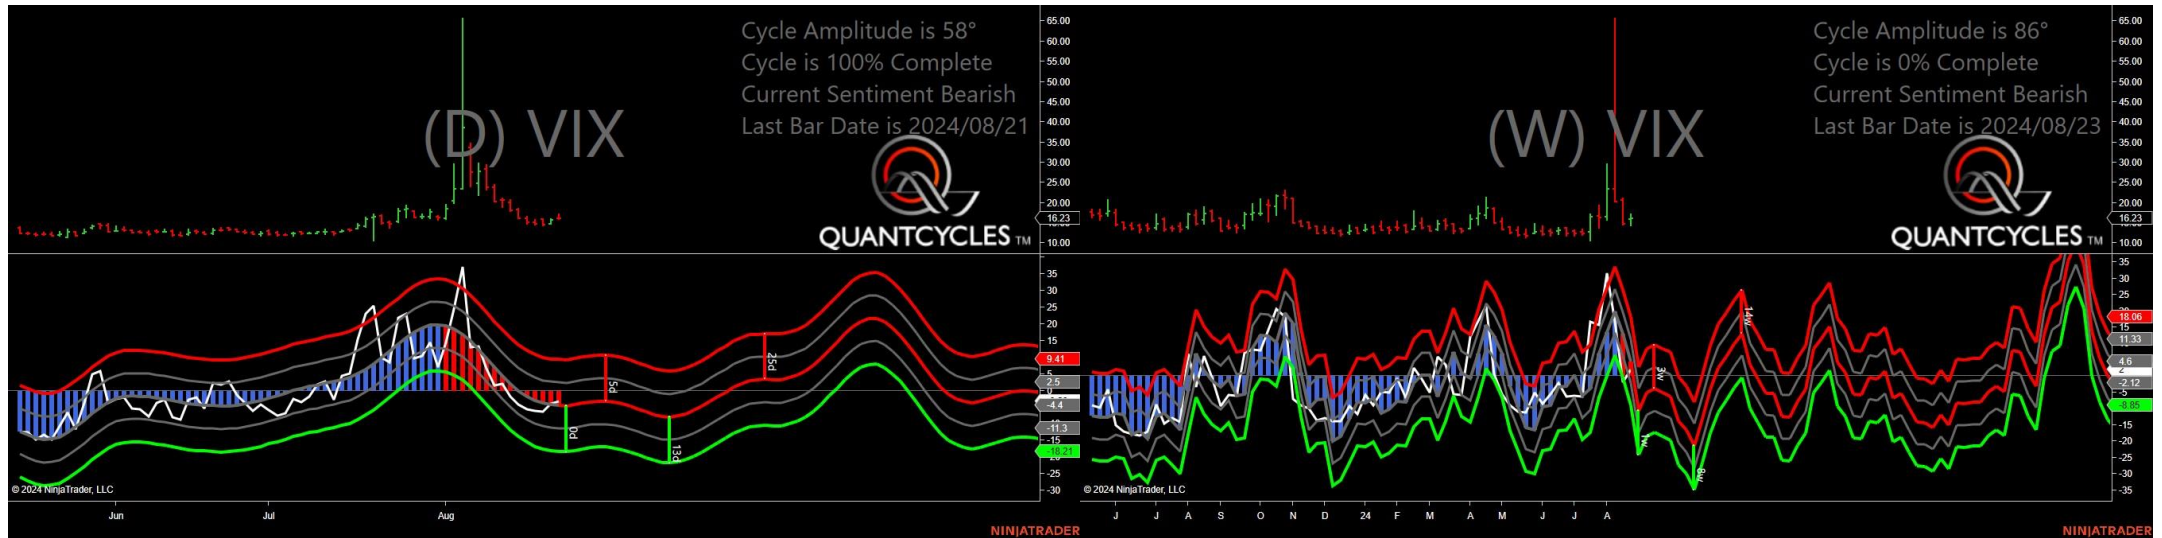 Cycle Amplitude is 58°
Cycle is 100% Complete
Current Sentiment Bearish
Last Bar Date is 2024/08/21
(D) VIX
QUANTCYCLES TM
65.00
60.00
55.00
50.00
45.00
40.00
35.00
30.00
25.00
20.00
16.23
10.00
35
30
25
20
15
9.41
5
2.5
-4.4
-11.3
-15
-18.21
-25
-30
5d
25d
0d
13d
© 2024 NinjaTrader, LLC
Jun
Jul
Aug
NINJATRADER
Cycle Amplitude is 86°
Cycle is 0% Complete
Current Sentiment Bearish
Last Bar Date is 2024/08/23
(W) VIX
QUANTCYCLES TM
65.00
60.00
55.00
50.00
45.00
40.00
35.00
30.00
25.00
20.00
16.23
10.00
35
30
25
18.06
15
11.33
4.6
2
-2.12
-5
-8.85
-15
-20
-25
-30
-35
14w
3w
1w
8w
© 2024 NinjaTrader, LLC
J J A S O N D 24 F M A M J J A
NINJATRADER